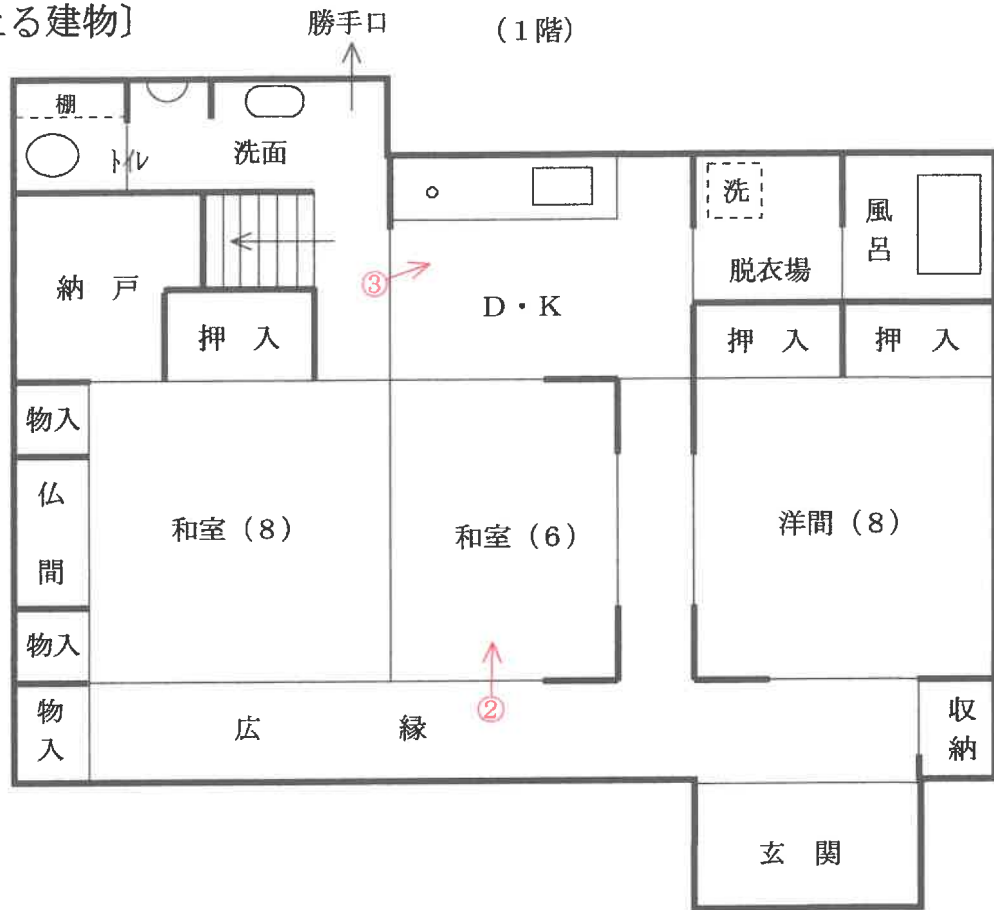 る建物〕
勝手口
(1階)
棚
トイレ
洗面
洗
風呂
脱衣場
納戸
押入
D・K
押入
押入
③
物入
仏間
和室(8)
和室(6)
洋間(8)
物入
②
物入
広縁
収納
玄関